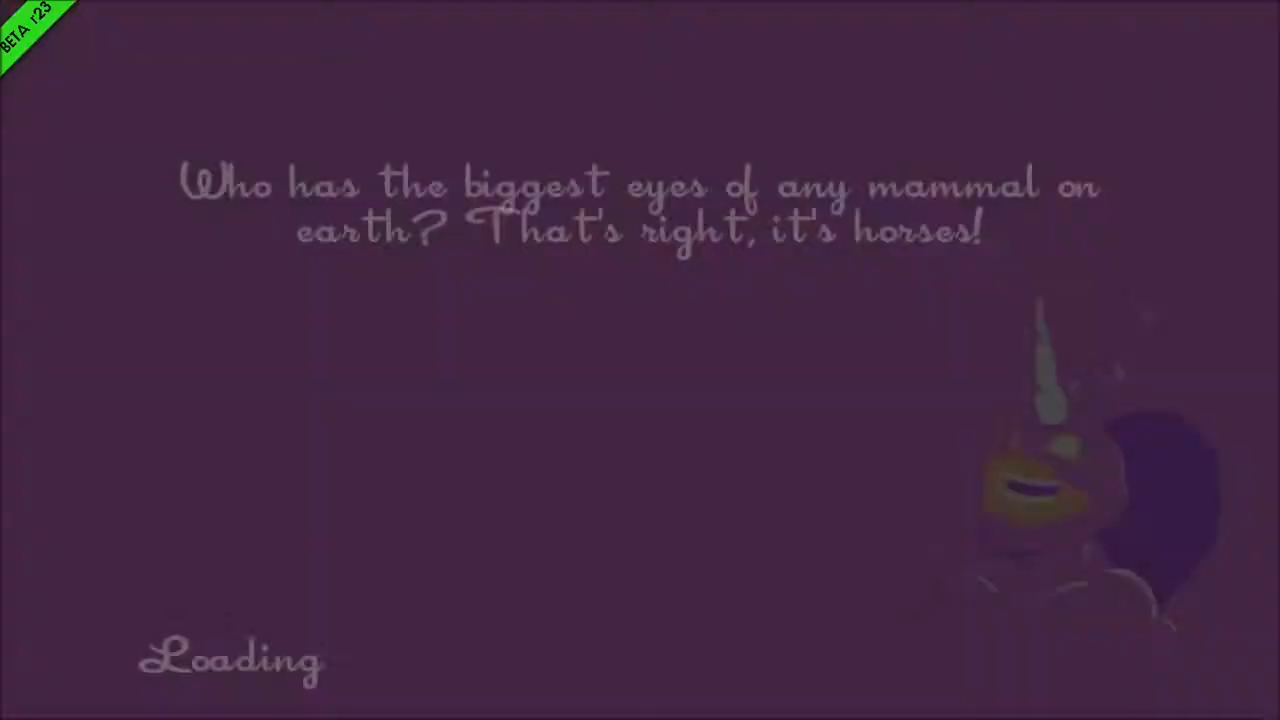 BETA r23
Who has the biggest eyes of any mammal on
earth? That's right, it's horses!
Loading